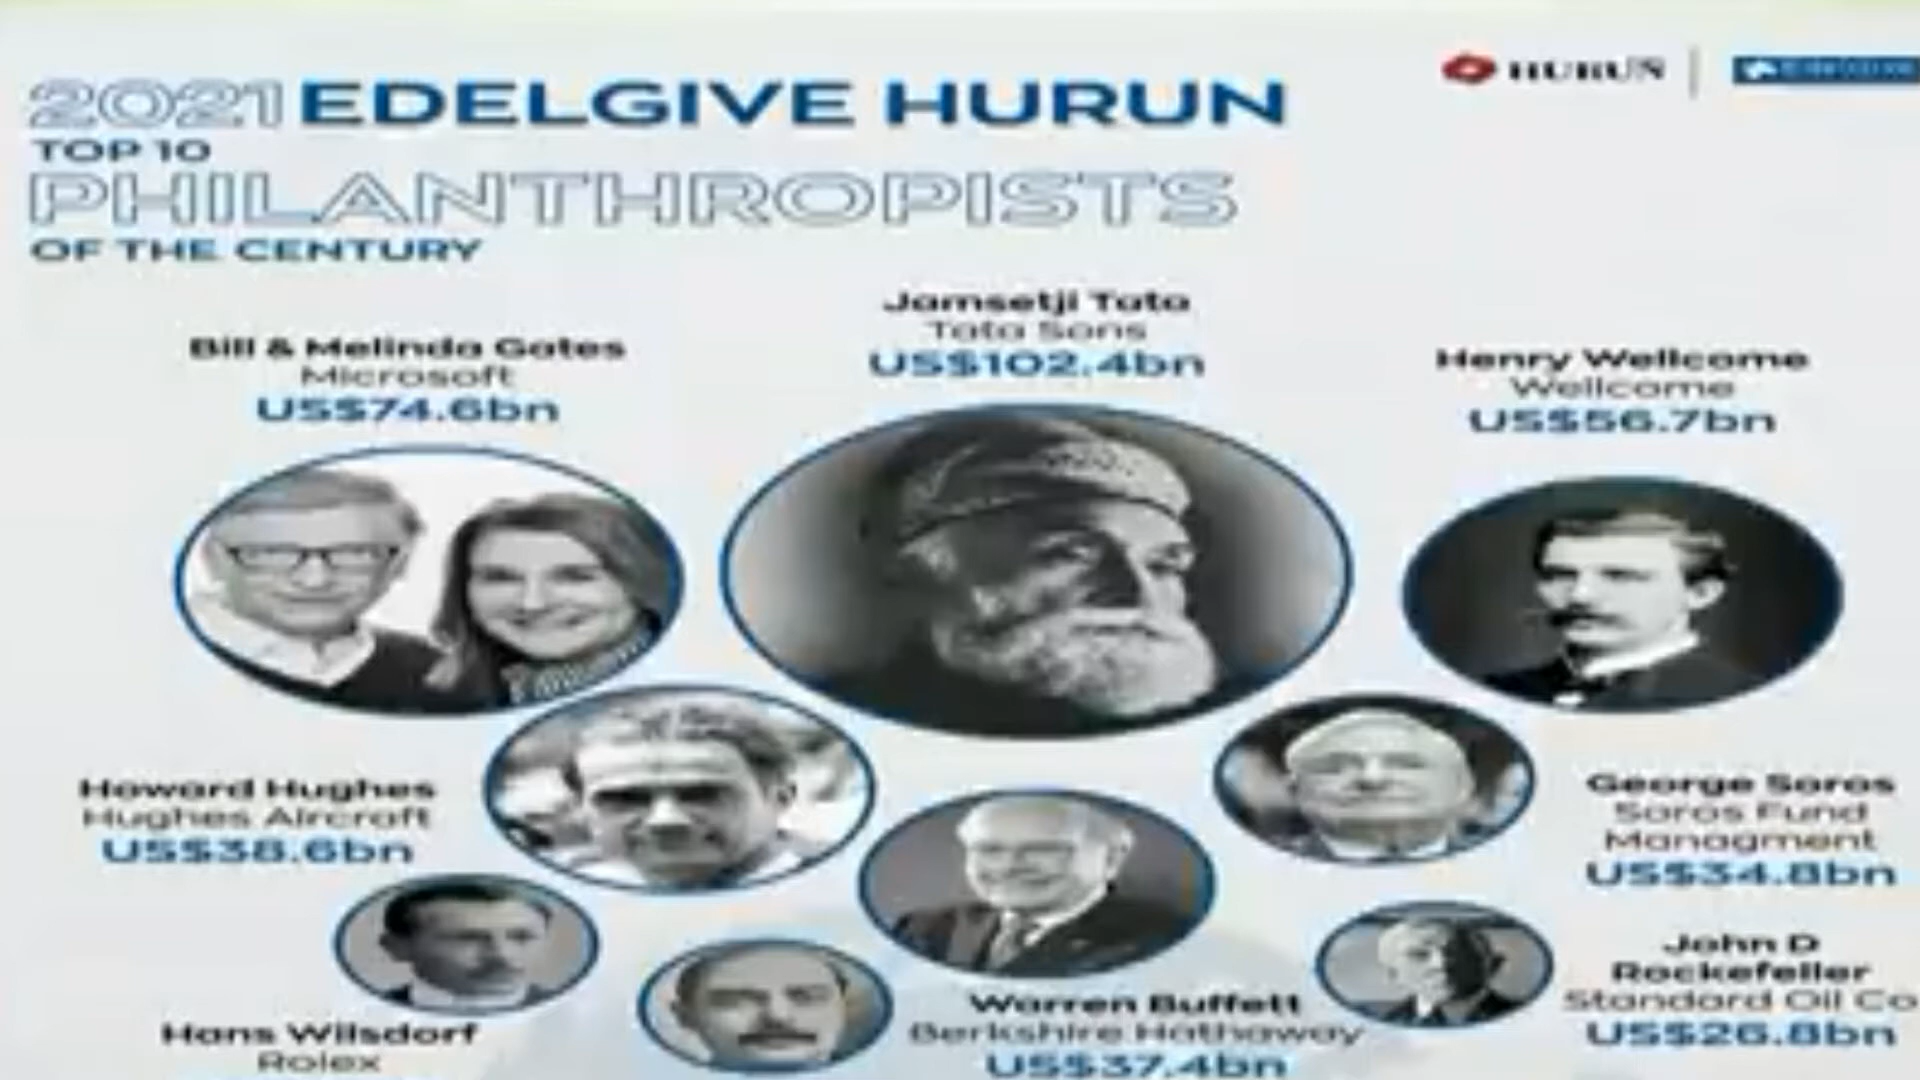 2021 EDELGIVE HURUN
TOP 10
PHILANTHROPISTS
OF THE CENTURY
HURUN
Jamsetji Tata
Tata Sons
US$102.4bn
Bill & Melinda Gates
Microsoft
US$74.6bn
Henry Wellcome
Wellcome
US$56.7bn
Howard Hughes
Hughes Aircraft
US$38.6bn
George Soros
Soros Fund
Managment
US$34.8bn
John D
Rockefeller
Standard Oil Co
US$26.8bn
Warren Buffett
Berkshire Hathaway
US$37.4bn
Hans Wilsdorf
Rolex